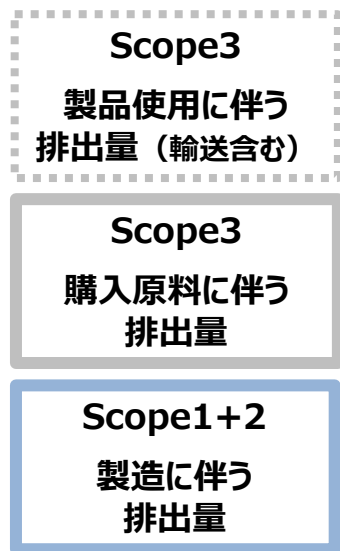 Scope3
製品使用に伴う
排出量（輸送含む）
Scope3
購入原料に伴う
排出量
Scope1+2
製造に伴う
排出量